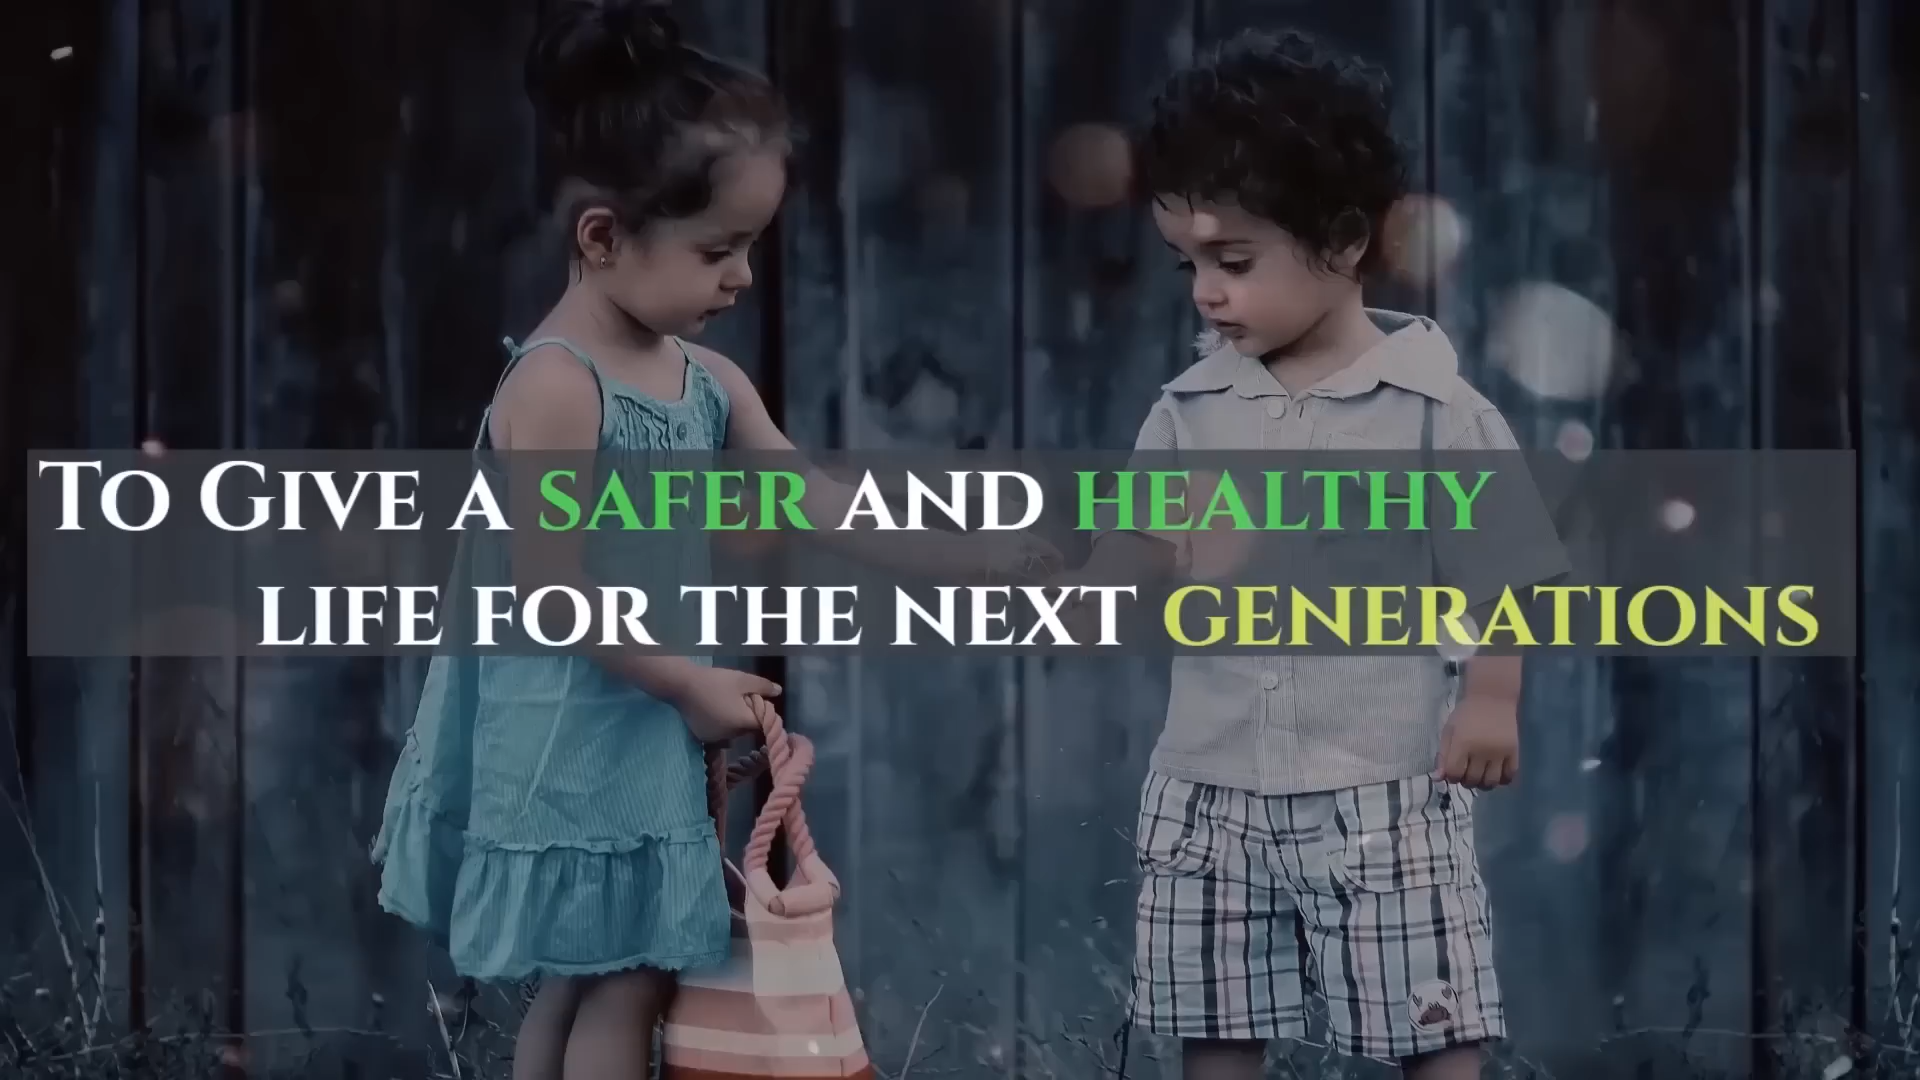 To Give a safer and healthy
life for the next generations